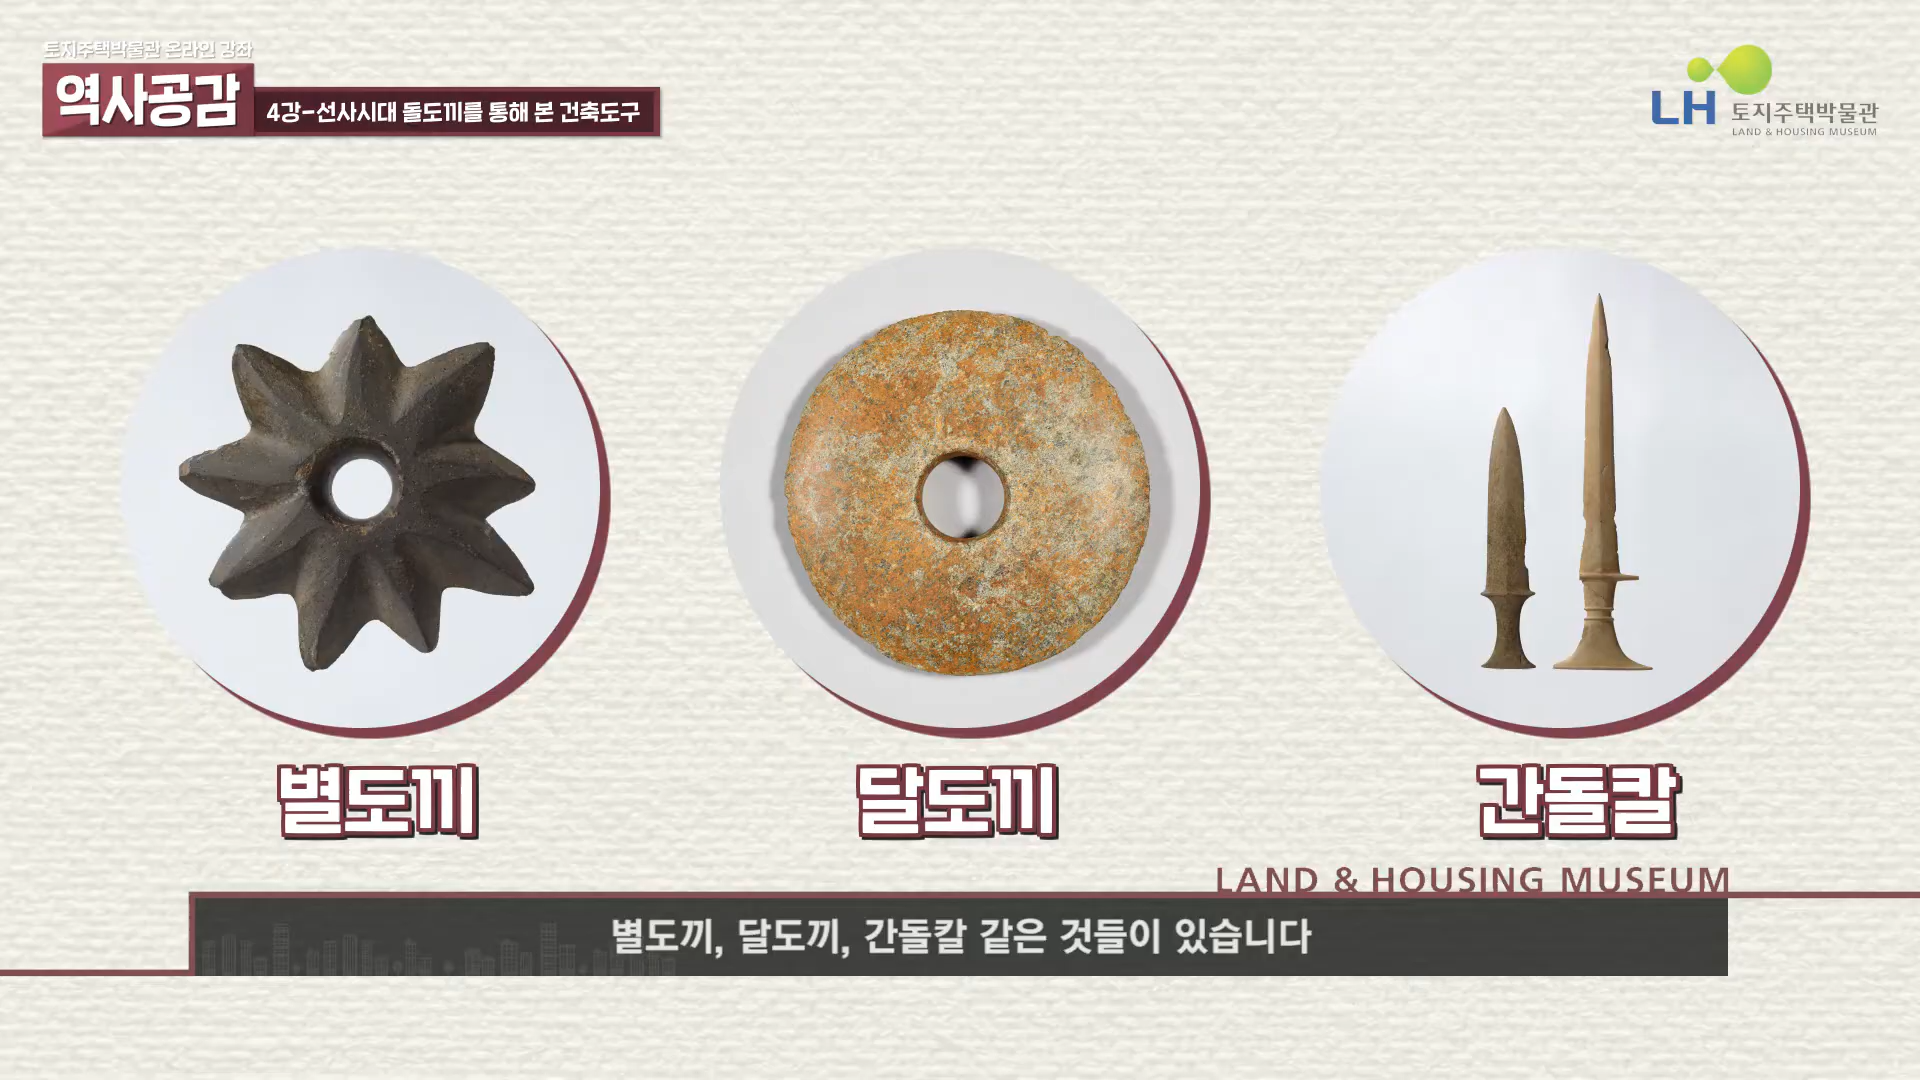 토지주택박물관 온라인 강좌
역사공감
4강-선사시대 돌도끼를 통해 본 건축도구
LH 토지주택박물관
LAND & HOUSING MUSEUM
별도끼
달도끼
간돌칼
LAND & HOUSING MUSEUM
별도끼, 달도끼, 간돌칼 같은 것들이 있습니다